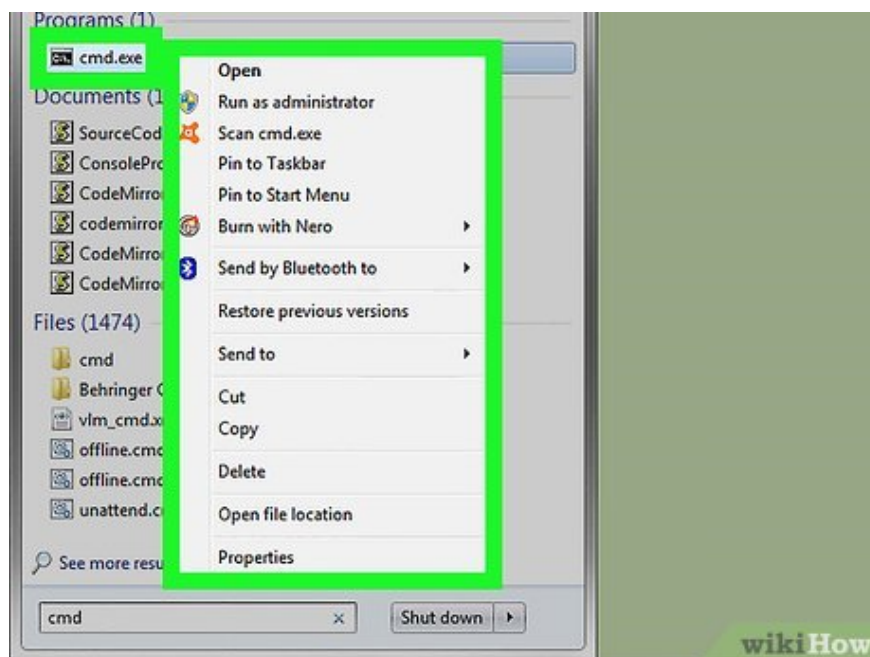 Programs (1)
cmd.exe
Open
Documents (1
Run as administrator
SourceCod
Scan cmd.exe
ConsolePro
Pin to Taskbar
CodeMirro
Pin to Start Menu
codemirror
Burn with Nero
CodeMirro
Send by Bluetooth to
CodeMirro
Restore previous versions
Files (1474)
Send to
cmd
Behringer C
Cut
vlm_cmd.x
Copy
offline.cmd
offline.cmd
Delete
unattend.c
Open file location
See more resu
Properties
cmd
Shut down
wikiHow